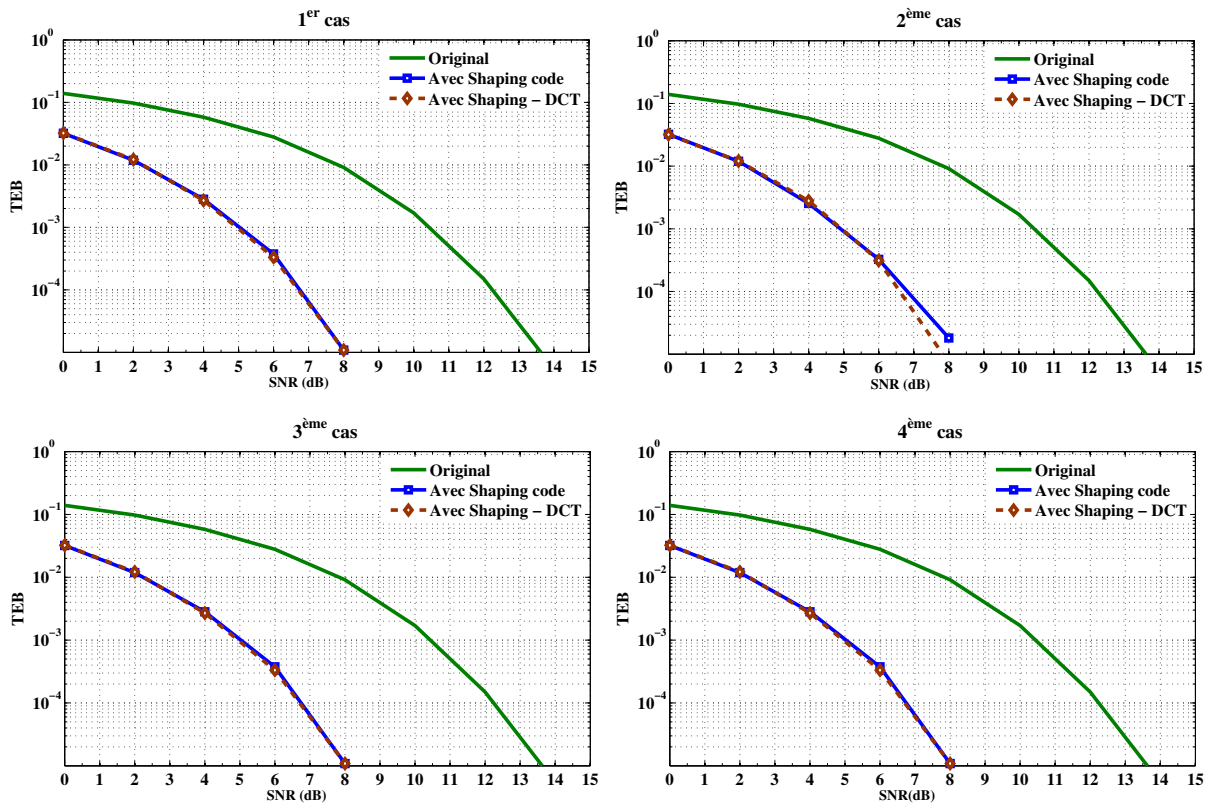 1er cas
10^0
10^-1
10^-2
10^-3
10^-4
TEB
Original
Avec Shaping code
Avec Shaping – DCT
0 1 2 3 4 5 6 7 8 9 10 11 12 13 14 15
SNR (dB)
2ème cas
10^0
10^-1
10^-2
10^-3
10^-4
TEB
Original
Avec Shaping code
Avec Shaping – DCT
0 1 2 3 4 5 6 7 8 9 10 11 12 13 14 15
SNR (dB)
3ème cas
10^0
10^-1
10^-2
10^-3
10^-4
TEB
Original
Avec Shaping code
Avec Shaping – DCT
0 1 2 3 4 5 6 7 8 9 10 11 12 13 14 15
SNR (dB)
4ème cas
10^0
10^-1
10^-2
10^-3
10^-4
TEB
Original
Avec Shaping code
Avec Shaping – DCT
0 1 2 3 4 5 6 7 8 9 10 11 12 13 14 15
SNR(dB)